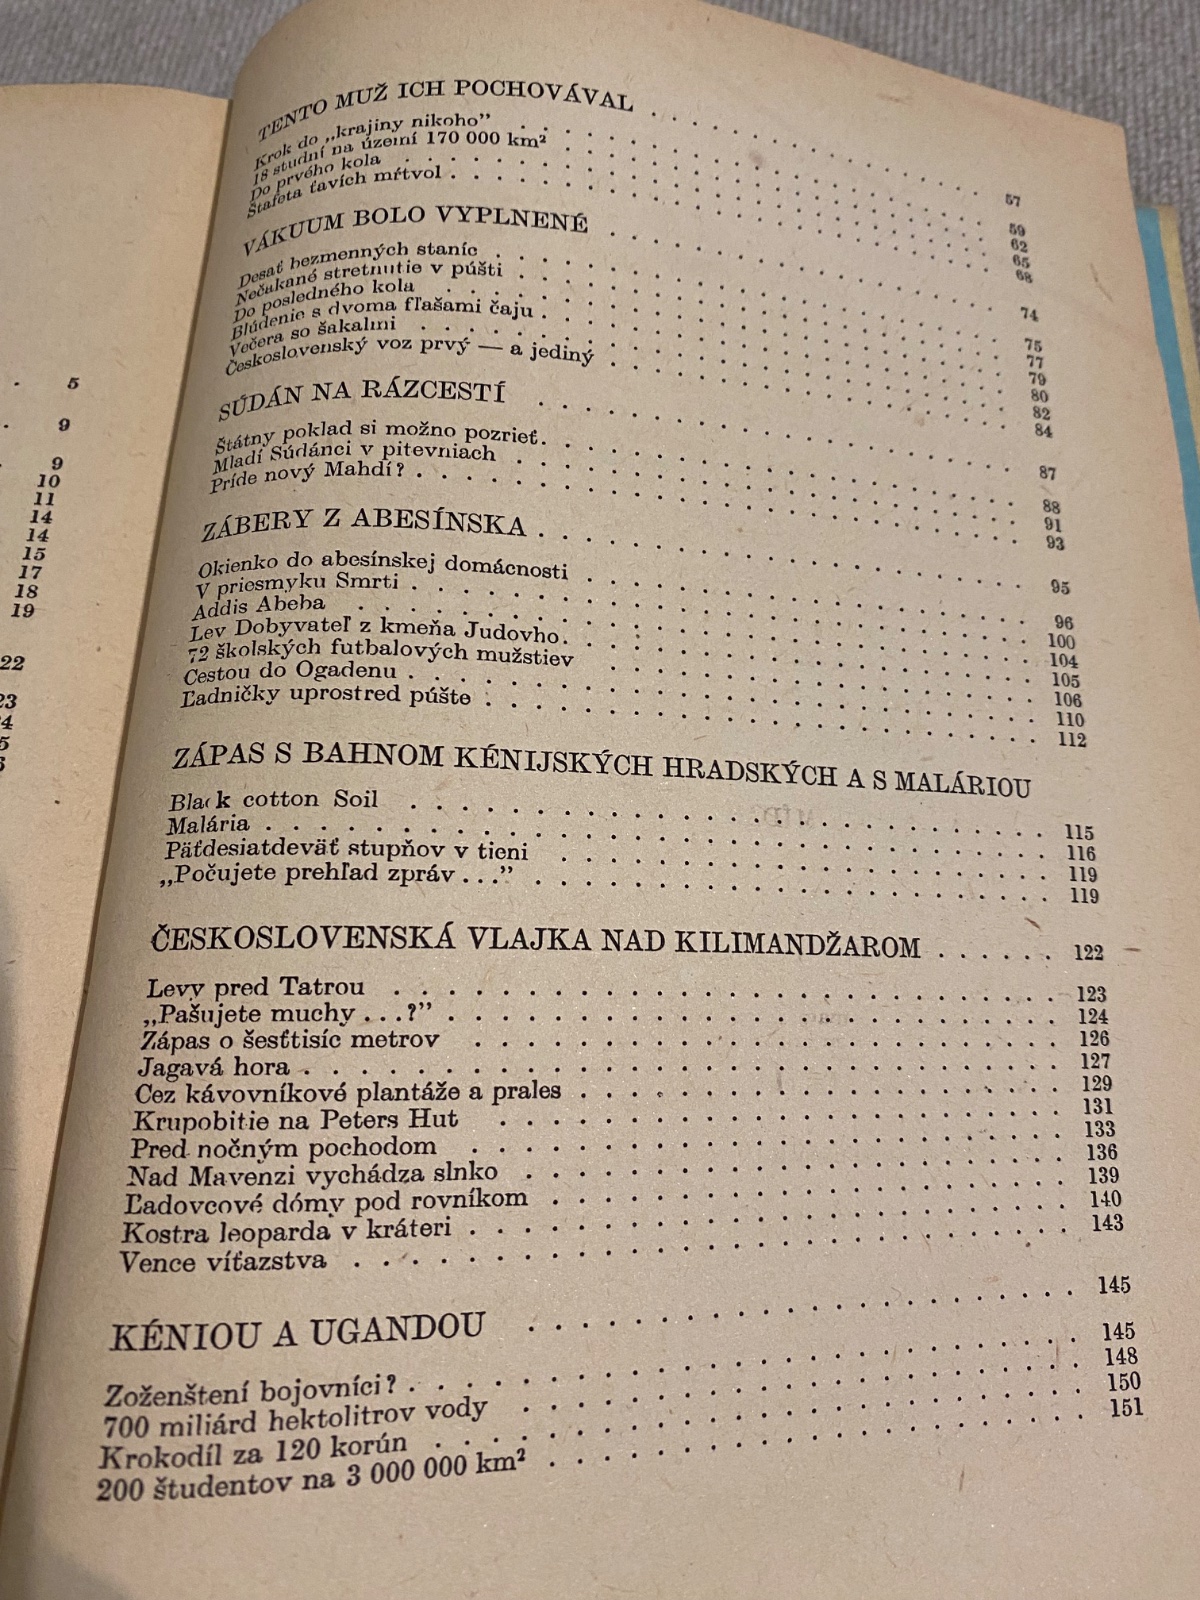 5
9
9
10
11
14
14
15
17
18
19
22
23
TENTO MUŽ ICH POCHOVÁVAL . . . 57
Krok do „krajiny nikoho” . . . 59
18 studní na území 170 000 km² . . . 62
Do prvého kola . . . 65
Štafeta ťavích mŕtvol . . . 68
VÁKUUM BOLO VYPLNENÉ . . . 74
Desať bezmenných staníc . . . 75
Nečakané stretnutie v púšti . . . 77
Do posledného kola . . . 79
Blúdenie s dvoma fľašami čaju . . . 80
Večera so šakalmi . . . 82
Československý voz prvý — a jediný . . . 84
SÚDÁN NA RÁZCESTÍ . . . 87
Štátny poklad si možno pozrieť . . . 88
Mladí Súdánci v pitevniach . . . 91
Príde nový Mahdí? . . . 93
ZÁBERY Z ABESÍNSKA . . . 95
Okienko do abesínskej domácnosti . . . 96
V priesmyku Smrti . . . 100
Addis Abeba . . . 104
Lev Dobyvateľ z kmeňa Judovho . . . 105
72 školských futbalových mužstiev . . . 106
Cestou do Ogadenu . . . 110
Ľadničky uprostred púšte . . . 112
ZÁPAS S BAHNOM KÉNIJSKÝCH HRADSKÝCH A S MALÁRIOU
Black cotton Soil . . . 115
Malária . . . 116
Päťdesiatdeväť stupňov v tieni . . . 119
„Počujete prehľad zpráv...” . . . 119
ČESKOSLOVENSKÁ VLAJKA NAD KILIMANDŽAROM . . . 122
Levy pred Tatrou . . . 123
„Pašujete muchy...?” . . . 124
Zápas o šesťtisíc metrov . . . 126
Jagavá hora . . . 127
Cez kávovníkové plantáže a prales . . . 129
Krupobitie na Peters Hut . . . 131
Pred nočným pochodom . . . 133
Nad Mavenzi vychádza slnko . . . 136
Ľadovcové dómy pod rovníkom . . . 139
Kostra leoparda v kráteri . . . 140
Vence víťazstva . . . 143
KÉNIOU A UGANDOU . . . 145
Zoženštení bojovníci? . . . 145
700 miliárd hektolitrov vody . . . 148
Krokodíl za 120 korún . . . 150
200 študentov na 3 000 000 km² . . . 151